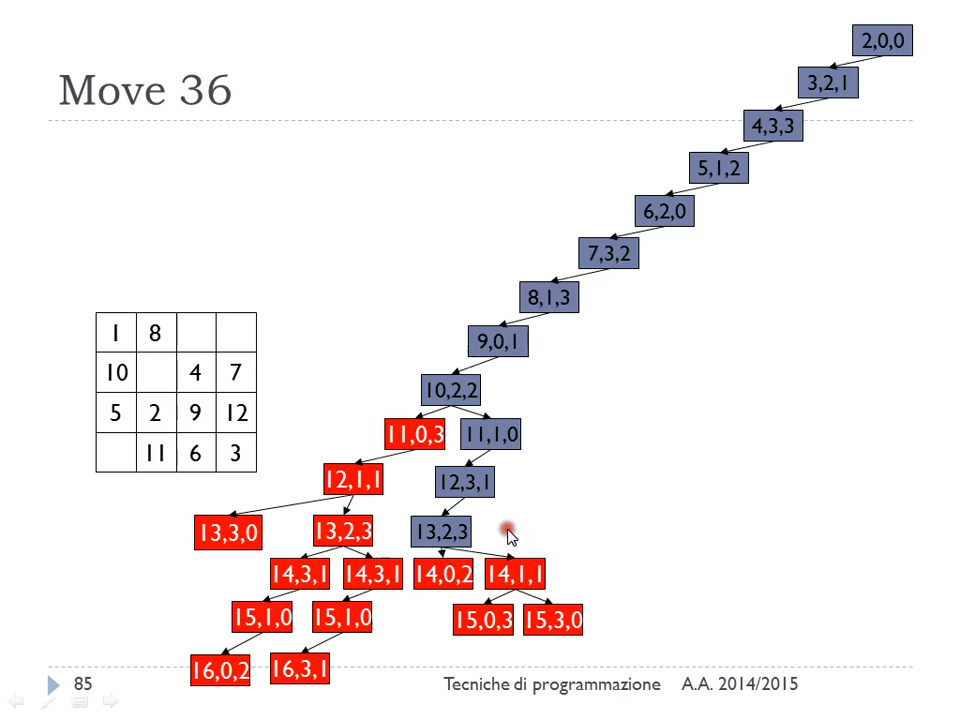 2,0,0
Move 36
3,2,1
4,3,3
5,1,2
6,2,0
7,3,2
8,1,3
9,0,1
1 8
10 4 7
5 2 9 12
11 6 3
10,2,2
11,0,3 11,1,0
12,1,1 12,3,1
13,3,0 13,2,3 13,2,3
14,3,1 14,3,1 14,0,2 14,1,1
15,1,0 15,1,0 15,0,3 15,3,0
16,0,2 16,3,1
85 Tecniche di programmazione A.A. 2014/2015